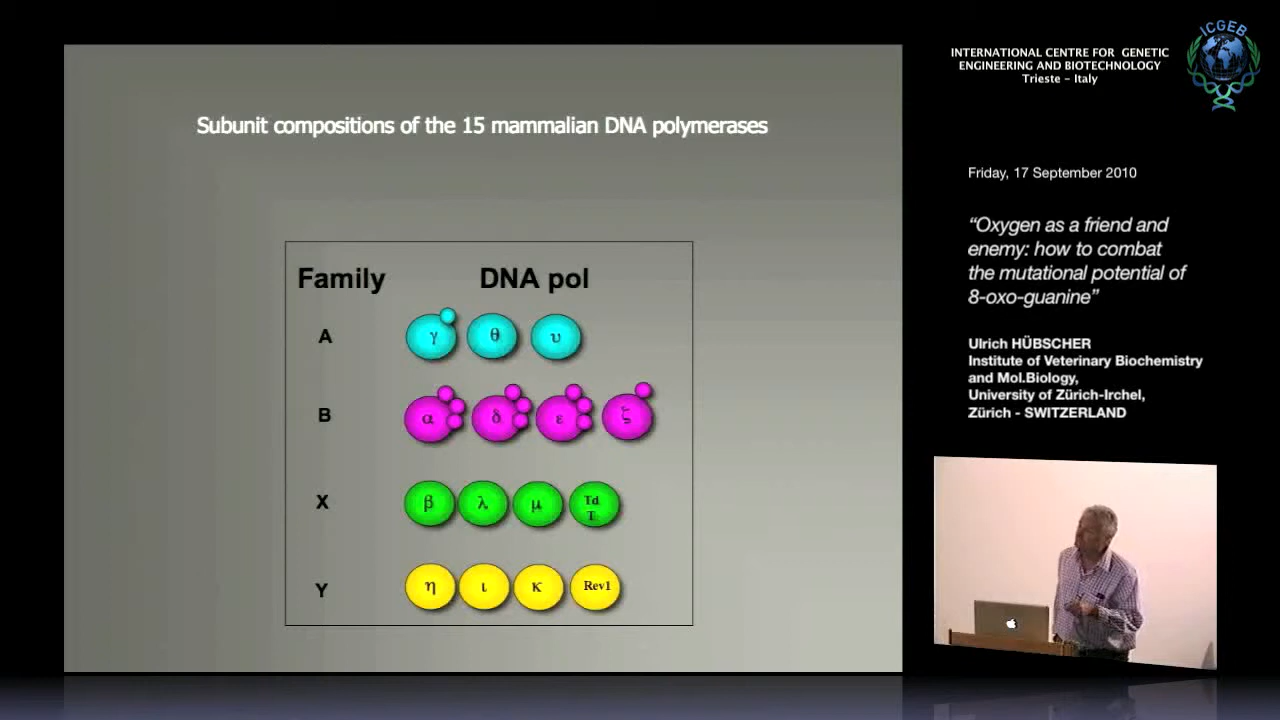 Subunit compositions of the 15 mammalian DNA polymerases
Family DNA pol
A γ θ υ
B α δ ε ζ
X β λ μ Td
T
Y η ι κ Rev1
ICGEB
INTERNATIONAL CENTRE FOR GENETIC
ENGINEERING AND BIOTECHNOLOGY
Trieste - Italy
Friday, 17 September 2010
“Oxygen as a friend and
enemy: how to combat
the mutational potential of
8-oxo-guanine”
Ulrich HÜBSCHER
Institute of Veterinary Biochemistry
and Mol.Biology,
University of Zürich-Irchel,
Zürich - SWITZERLAND